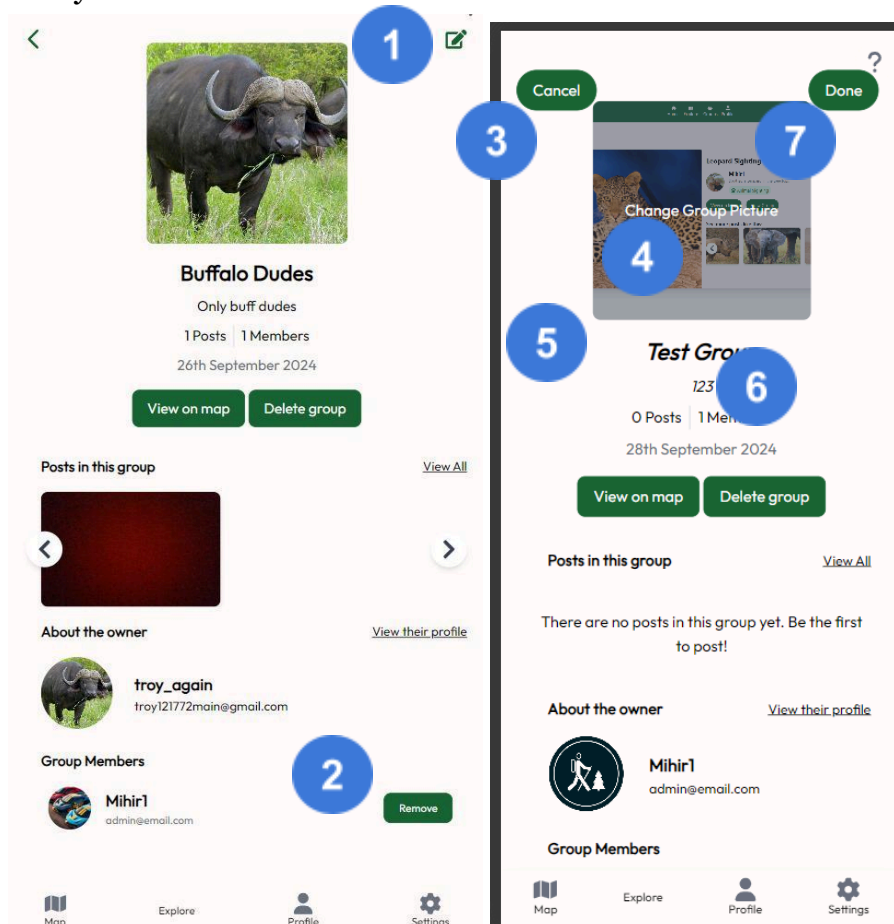 1
Buffalo Dudes
Only buff dudes
1 Posts 1 Members
26th September 2024
View on map Delete group
Posts in this group View All
About the owner View their profile
troy_again
troy121772main@gmail.com
Group Members
2
Mihir1
admin@email.com
Remove
Map Explore Profile Settings
?
Cancel Done
3
7
Leopard Sighting
Mihir1
Change Group Picture
4
5
Test
6
123
0 Posts 1
28th September 2024
View on map Delete group
Posts in this group View All
There are no posts in this group yet. Be the first
to post!
About the owner View their profile
Mihir1
admin@email.com
Group Members
Map Explore Profile Settings